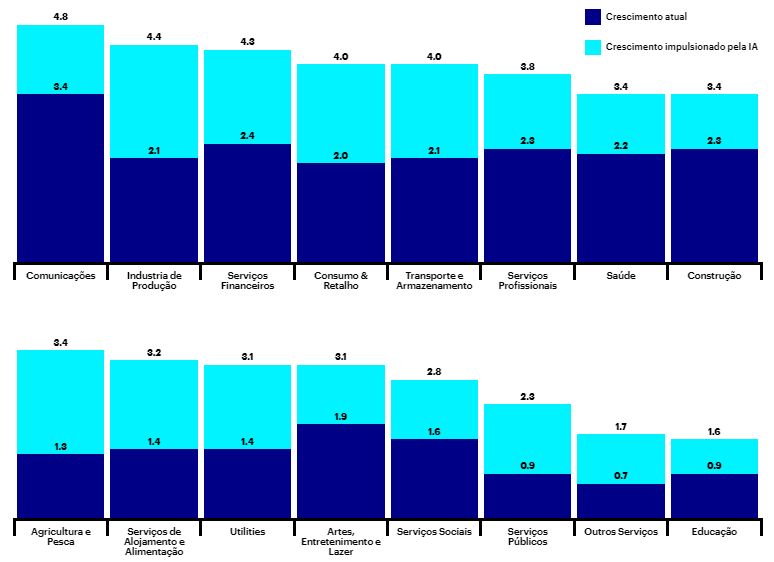 Crescimento atual
Crescimento impulsionado pela IA
4.8
4.4
4.3
4.0
4.0
3.8
3.4
3.4
3.4
2.1
2.4
2.0
2.1
2.3
2.2
2.3
Comunicações
Industria de
Produção
Serviços
Financeiros
Consumo &
Retalho
Transporte e
Armazenamento
Serviços
Profissionais
Saúde
Construção
3.4
3.2
3.1
3.1
2.8
2.3
1.7
1.6
1.3
1.4
1.4
1.9
1.6
0.9
0.7
0.9
Agricultura e
Pesca
Serviços de
Alojamento e
Alimentação
Utilities
Artes,
Entretenimento e
Lazer
Serviços Sociais
Serviços
Públicos
Outros Serviços
Educação